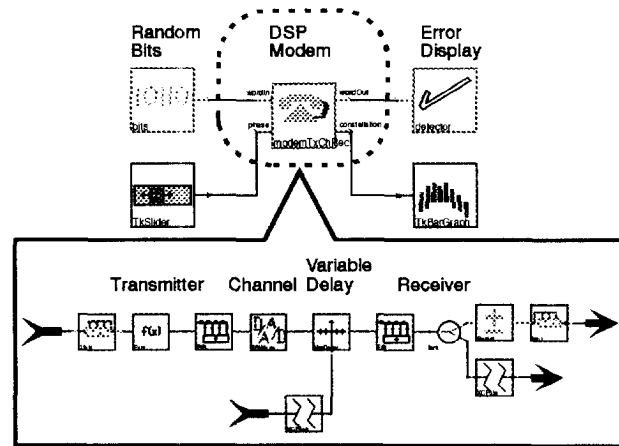 Random
Bits
DSP
Modem
Error
Display
wordIn
wordOut
phase
constellation
bits
modemTxChRec
detector
TkSlider
TkBarGraph
Transmitter
Channel
Variable
Delay
Receiver
f(x)
D/A
A/D